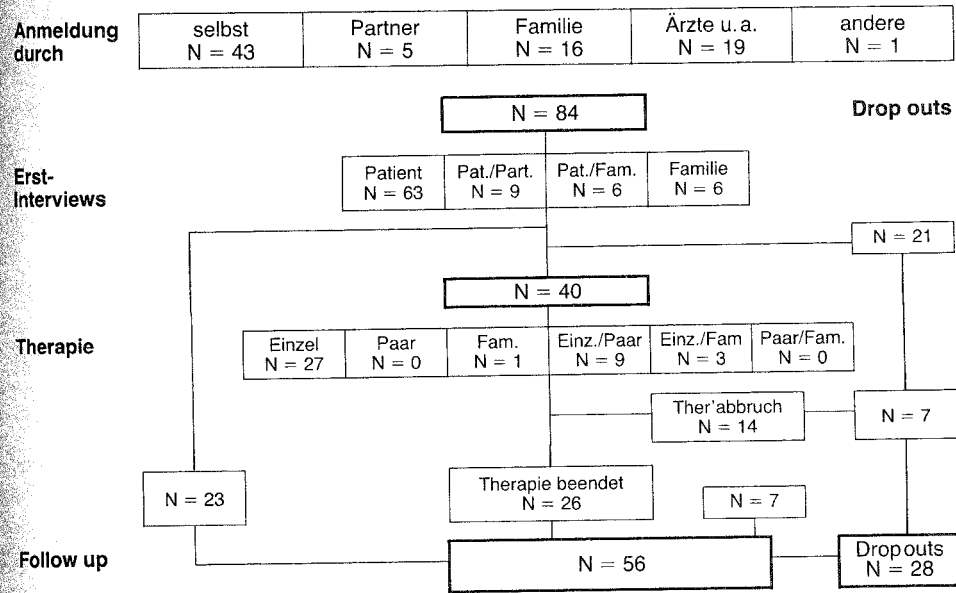 Anmeldung
durch
selbst
N = 43
Partner
N = 5
Familie
N = 16
Ärzte u. a.
N = 19
andere
N = 1
N = 84
Drop outs
Erst-
Interviews
Patient
N = 63
Pat./Part.
N = 9
Pat./Fam.
N = 6
Familie
N = 6
N = 21
N = 40
Therapie
Einzel
N = 27
Paar
N = 0
Fam.
N = 1
Einz./Paar
N = 9
Einz./Fam
N = 3
Paar/Fam.
N = 0
Ther'abbruch
N = 14
N = 7
N = 23
Therapie beendet
N = 26
N = 7
Follow up
N = 56
Drop outs
N = 28